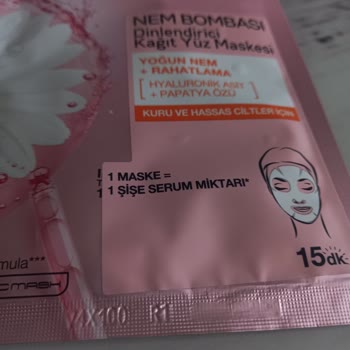 NEM BOMBASI
Dinlendirici
Kağıt Yüz Maskesi
YOĞUN NEM
+ RAHATLAMA
[ HYALURONİK ASİT
+ PAPATYA ÖZÜ ]
KURU VE HASSAS CİLTLER İÇİN
1 MASKE =
1 ŞİŞE SERUM MİKTARI*
15dk